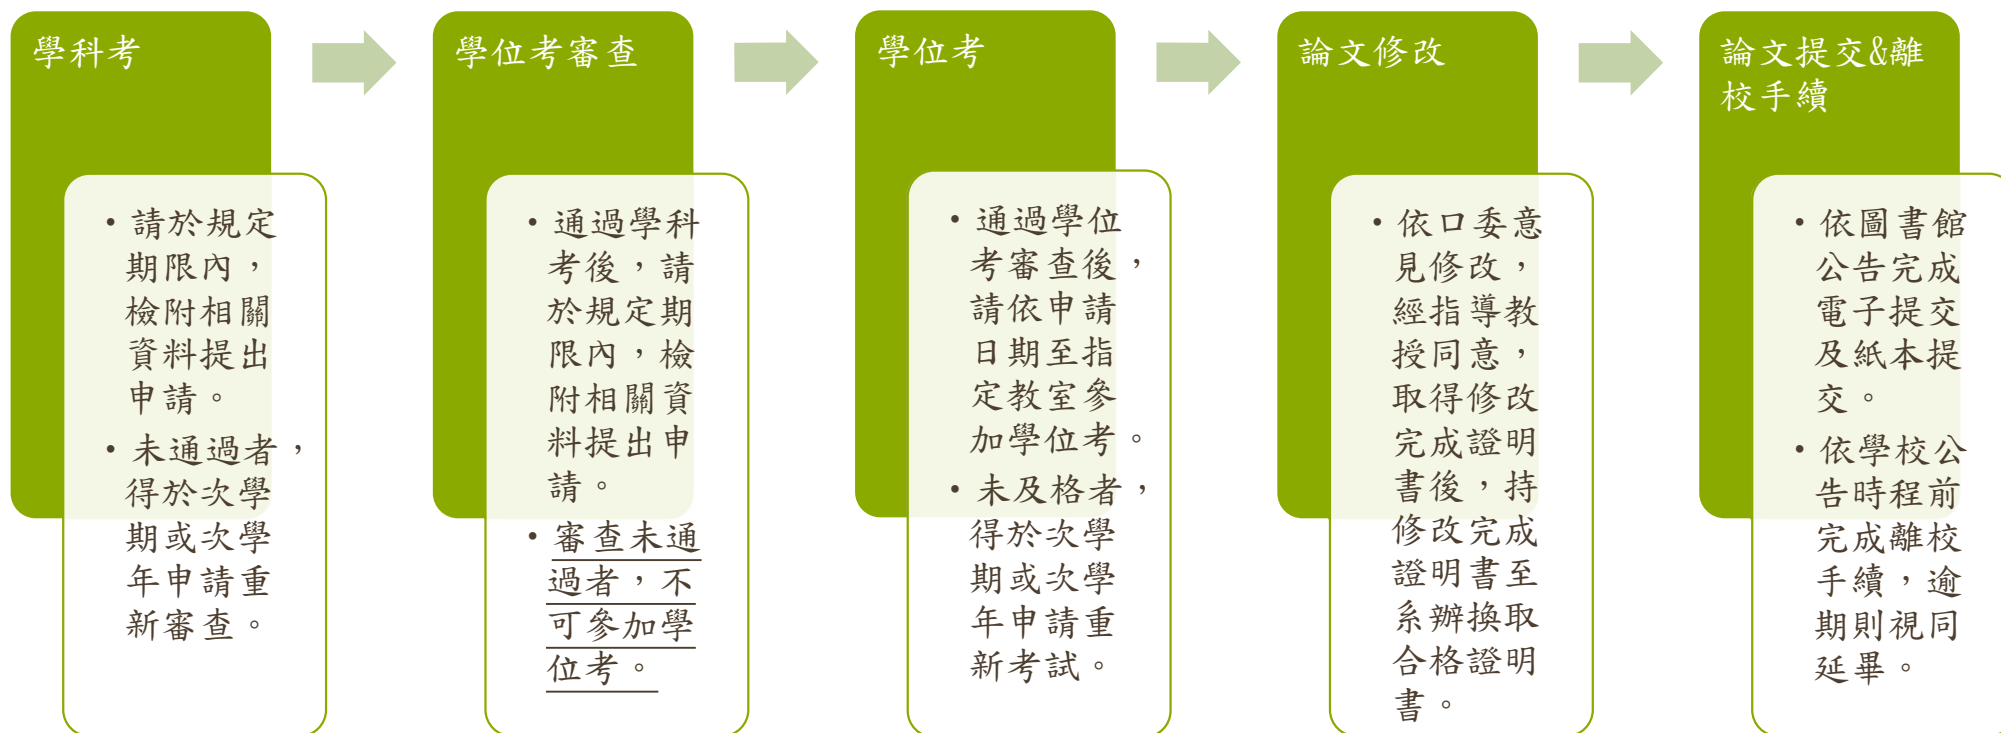 學科考
• 請於規定
期限內，
檢附相關
資料提出
申請。
• 未通過者，
得於次學
期或次學
年申請重
新審查。
學位考審查
• 通過學科
考後，請
於規定期
限內，檢
附相關資
料提出申
請。
• 審查未通
過者，不
可參加學
位考。
學位考
• 通過學位
考審查後，
請依申請
日期至指
定教室參
加學位考。
• 未及格者，
得於次學
期或次學
年申請重
新考試。
論文修改
• 依口委意
見修改，
經指導教
授同意，
取得修改
完成證明
書後，持
修改完成
證明書至
系辦換取
合格證明
書。
論文提交&離
校手續
• 依圖書館
公告完成
電子提交
及紙本提
交。
• 依學校公
告時程前
完成離校
手續，逾
期則視同
延畢。